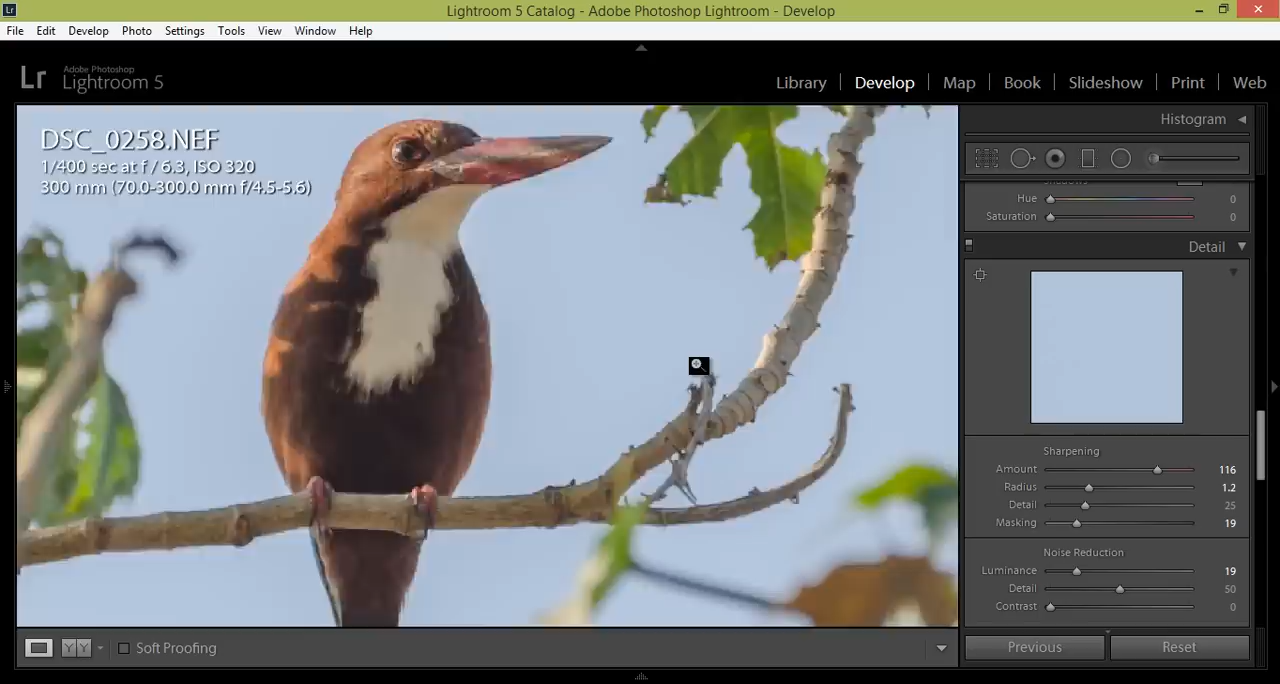 Lr
Lightroom 5 Catalog - Adobe Photoshop Lightroom - Develop
File Edit Develop Photo Settings Tools View Window Help
Lr
Adobe Photoshop
Lightroom 5
Library Develop Map Book Slideshow Print Web
DSC_0258.NEF
1/400 sec at f / 6.3, ISO 320
300 mm (70.0-300.0 mm f/4.5-5.6)
Histogram
Shadows
Hue 0
Saturation 0
Detail
Sharpening
Amount 116
Radius 1.2
Detail 25
Masking 19
Noise Reduction
Luminance 19
Detail 50
Contrast 0
Y Y
Soft Proofing
Previous
Reset